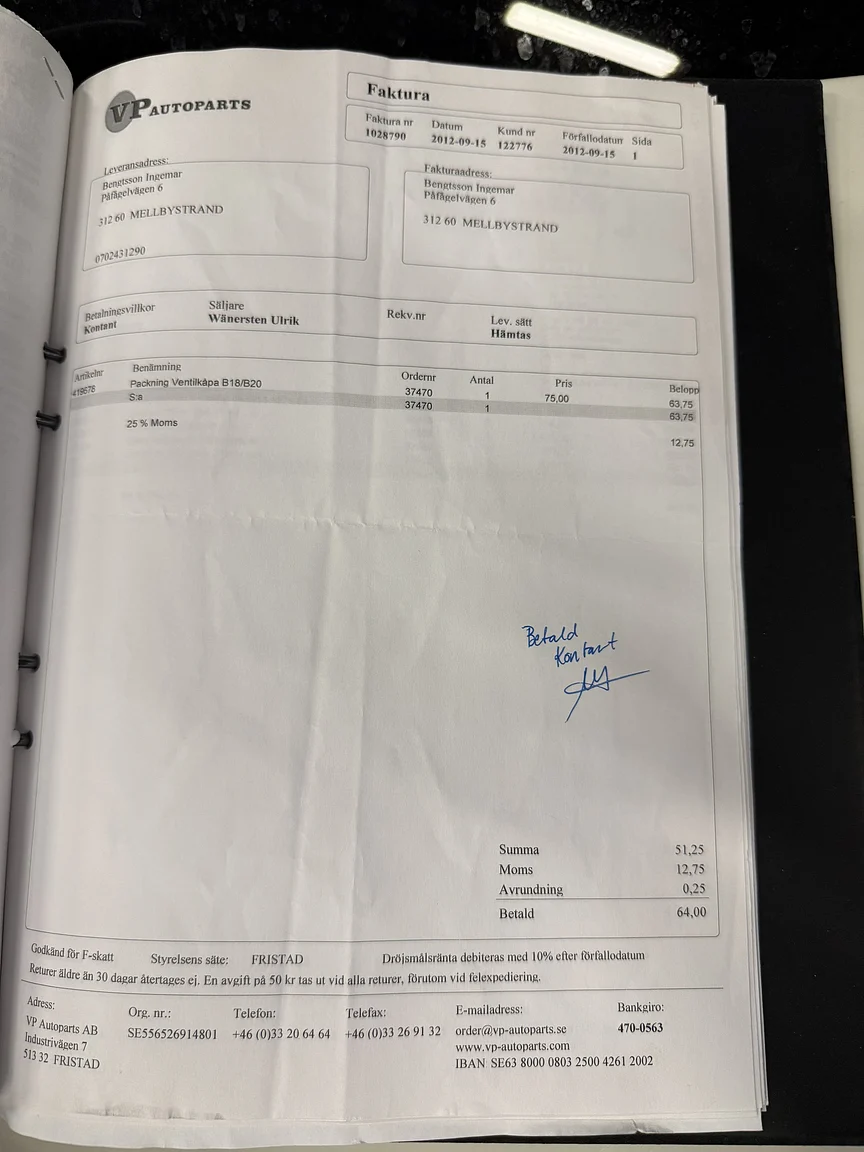 VP AUTOPARTS
Faktura
Faktura nr Datum Kund nr Förfallodatum Sida
1028790 2012-09-15 122776 2012-09-15 1
Leveransadress:
Bengtsson Ingemar
Påfågelvägen 6
312 60 MELLBYSTRAND
0702431290
Fakturaadress:
Bengtsson Ingemar
Påfågelvägen 6
312 60 MELLBYSTRAND
Betalningsvillkor Säljare Rekv.nr Lev. sätt
Kontant Wänersten Ulrik Hämtas
Artikelnr Benämning Ordernr Antal Pris Belopp
419678 Packning Ventilkåpa B18/B20 37470 1 75,00 63,75
S:a 37470 1 63,75
25 % Moms 12,75
Betald
Kontant
Summa 51,25
Moms 12,75
Avrundning 0,25
Betald 64,00
Godkänd för F-skatt Styrelsens säte: FRISTAD Dröjsmålsränta debiteras med 10% efter förfallodatum
Returer äldre än 30 dagar återtages ej. En avgift på 50 kr tas ut vid alla returer, förutom vid felexpediering.
Adress: Org. nr.: Telefon: Telefax: E-mailadress: Bankgiro:
VP Autoparts AB SE556526914801 +46 (0)33 20 64 64 +46 (0)33 26 91 32 order@vp-autoparts.se 470-0563
Industrivägen 7 www.vp-autoparts.com
513 32 FRISTAD IBAN SE63 8000 0803 2500 4261 2002